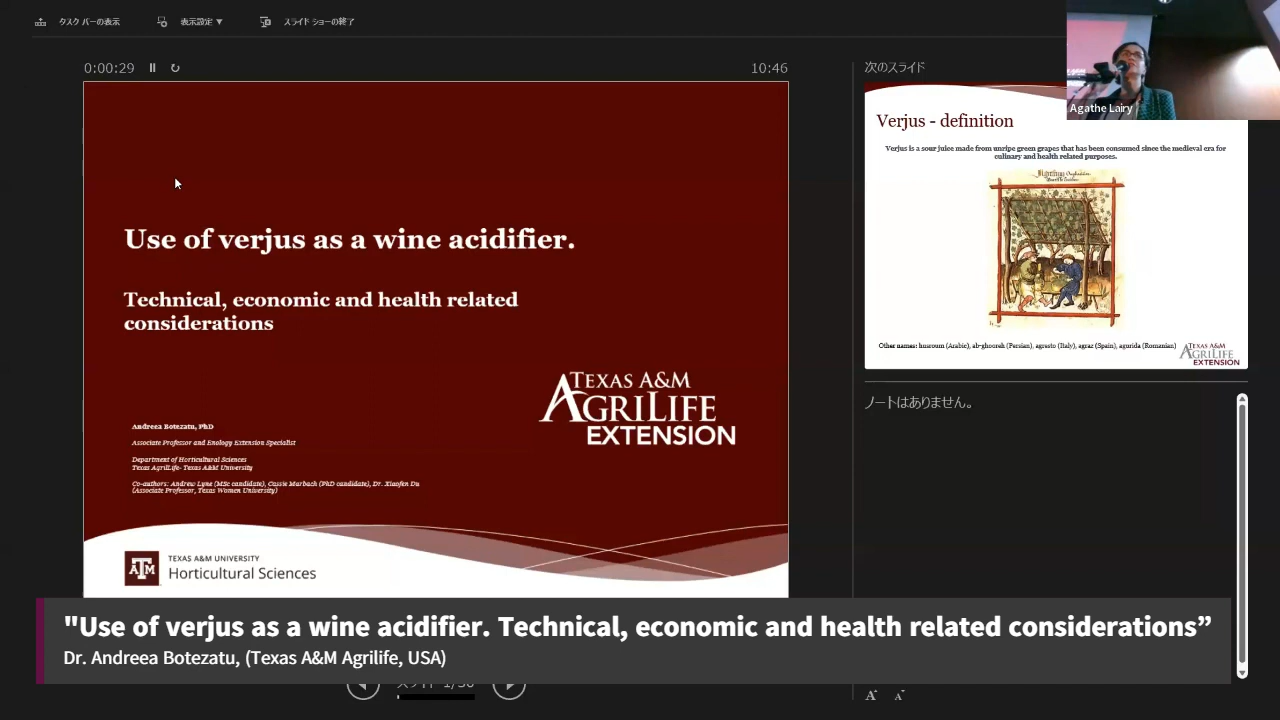 タスク バーの表示
表示設定 ▼
スライド ショーの終了
0:00:29
10:46
次のスライド
Agathe Lairy
Use of verjus as a wine acidifier.
Technical, economic and health related
considerations
TEXAS A&M
AGRILIFE
EXTENSION
Andreea Botezatu, PhD
Associate Professor and Enology Extension Specialist
Department of Horticultural Sciences
Texas AgriLife- Texas A&M University
Co-authors: Andrew Lyne (MSc candidate), Cassie Marbach (PhD candidate), Dr. Xiaofen Du
(Associate Professor, Texas Women University)
ATM
TEXAS A&M UNIVERSITY
Horticultural Sciences
Verjus - definition
Verjus is a sour juice made from unripe green grapes that has been consumed since the medieval era for
culinary and health related purposes.
Other names: husroum (Arabic), ab-ghooreh (Persian), agresto (Italy), agraz (Spain), agurida (Romanian)
TEXAS A&M
AGRILIFE
EXTENSION
ノートはありません。
"Use of verjus as a wine acidifier. Technical, economic and health related considerations”
Dr. Andreea Botezatu, (Texas A&M Agrilife, USA)
A A